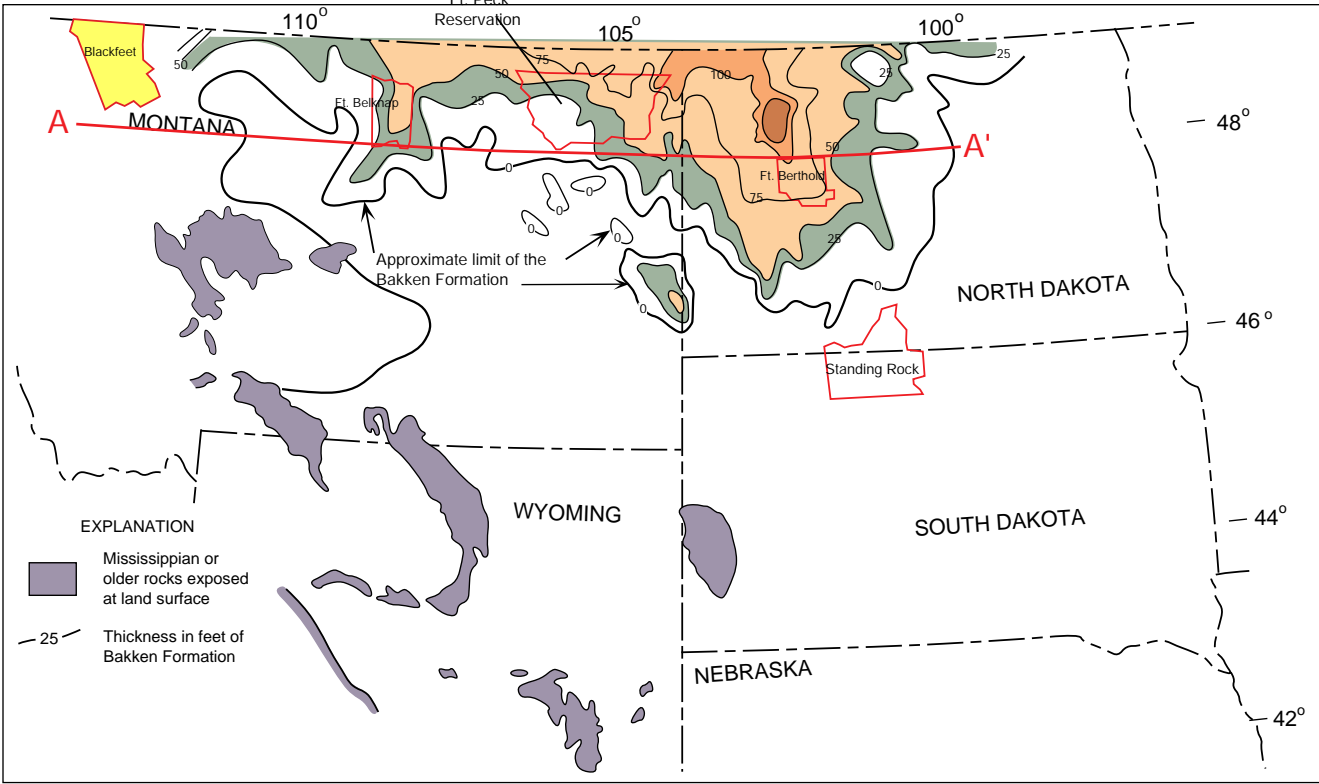 Ft. Peck
Reservation
110°
105°
100°
Blackfeet
50
75
50
100
25
25
25
Ft. Belknap
A
MONTANA
48°
A'
50
0
Ft. Berthold
75
0
0
0
0
25
Approximate limit of the
Bakken Formation
0
0
NORTH DAKOTA
46°
Standing Rock
WYOMING
SOUTH DAKOTA
44°
EXPLANATION
Mississippian or
older rocks exposed
at land surface
25
Thickness in feet of
Bakken Formation
NEBRASKA
42°